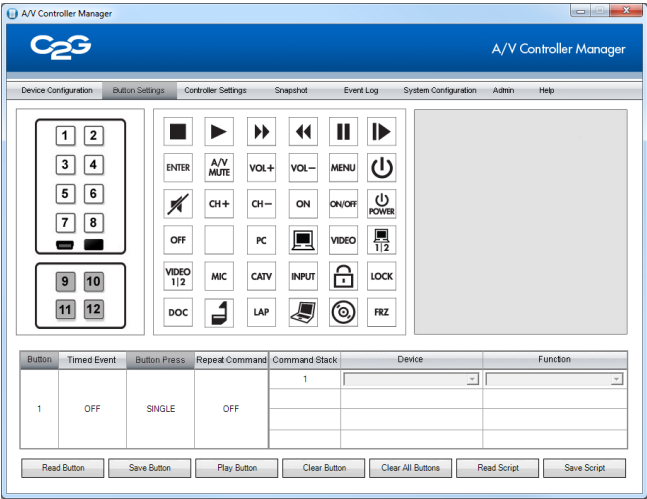 A/V Controller Manager
C2G
A/V Controller Manager
Device Configuration Button Settings Controller Settings Snapshot Event Log System Configuration Admin Help
1 2
3 4
5 6
7 8
9 10
11 12
ENTER A/V MUTE VOL+ VOL− MENU
CH+ CH− ON ON/OFF POWER
OFF PC VIDEO 1|2
VIDEO 1|2 MIC CATV INPUT LOCK
DOC LAP FRZ
Button Timed Event Button Press Repeat Command Command Stack Device Function
1
1 OFF SINGLE OFF
Read Button Save Button Play Button Clear Button Clear All Buttons Read Script Save Script